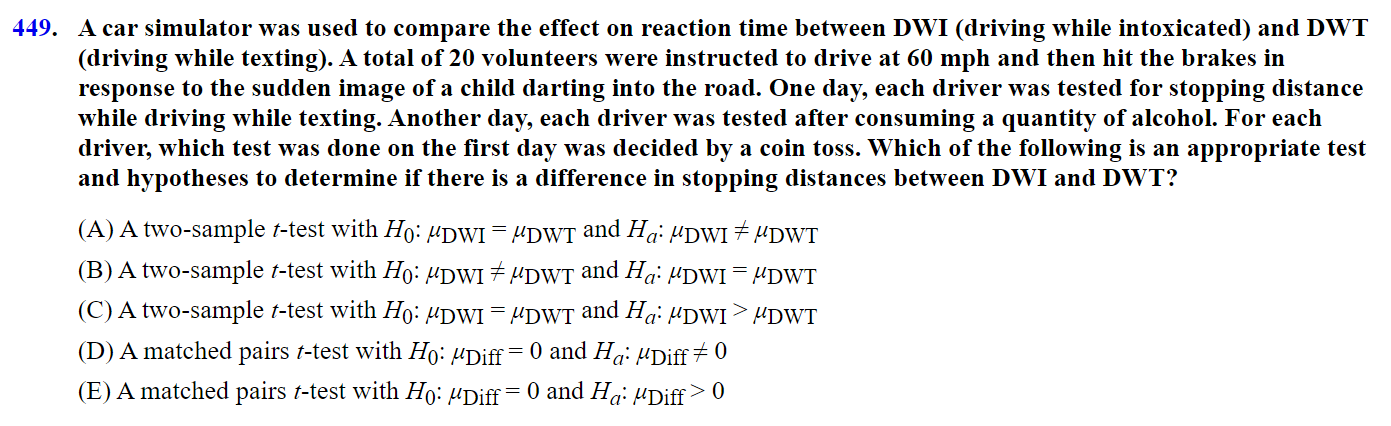 449. A car simulator was used to compare the effect on reaction time between DWI (driving while intoxicated) and DWT
(driving while texting). A total of 20 volunteers were instructed to drive at 60 mph and then hit the brakes in
response to the sudden image of a child darting into the road. One day, each driver was tested for stopping distance
while driving while texting. Another day, each driver was tested after consuming a quantity of alcohol. For each
driver, which test was done on the first day was decided by a coin toss. Which of the following is an appropriate test
and hypotheses to determine if there is a difference in stopping distances between DWI and DWT?
(A) A two-sample t-test with H0: μDWI = μDWT and Ha: μDWI ≠ μDWT
(B) A two-sample t-test with H0: μDWI ≠ μDWT and Ha: μDWI = μDWT
(C) A two-sample t-test with H0: μDWI = μDWT and Ha: μDWI > μDWT
(D) A matched pairs t-test with H0: μDiff = 0 and Ha: μDiff ≠ 0
(E) A matched pairs t-test with H0: μDiff = 0 and Ha: μDiff > 0